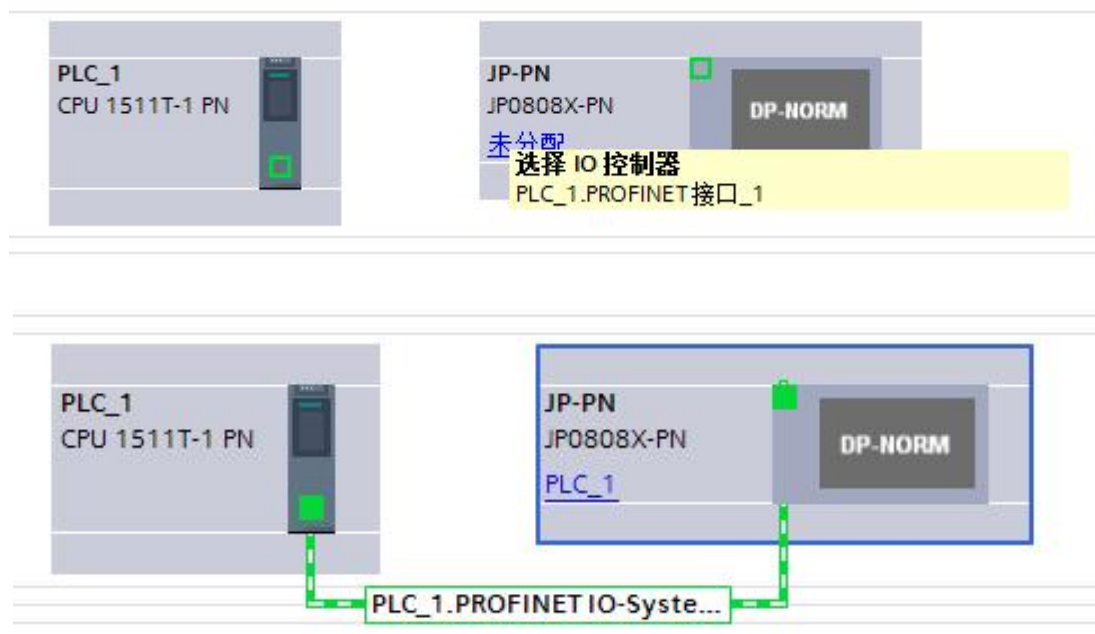 PLC_1
CPU 1511T-1 PN
JP-PN
JP0808X-PN
未分配
DP-NORM
选择 IO 控制器
PLC_1.PROFINET接口_1
PLC_1
CPU 1511T-1 PN
JP-PN
JP0808X-PN
PLC_1
DP-NORM
PLC_1.PROFINET IO-Syste...